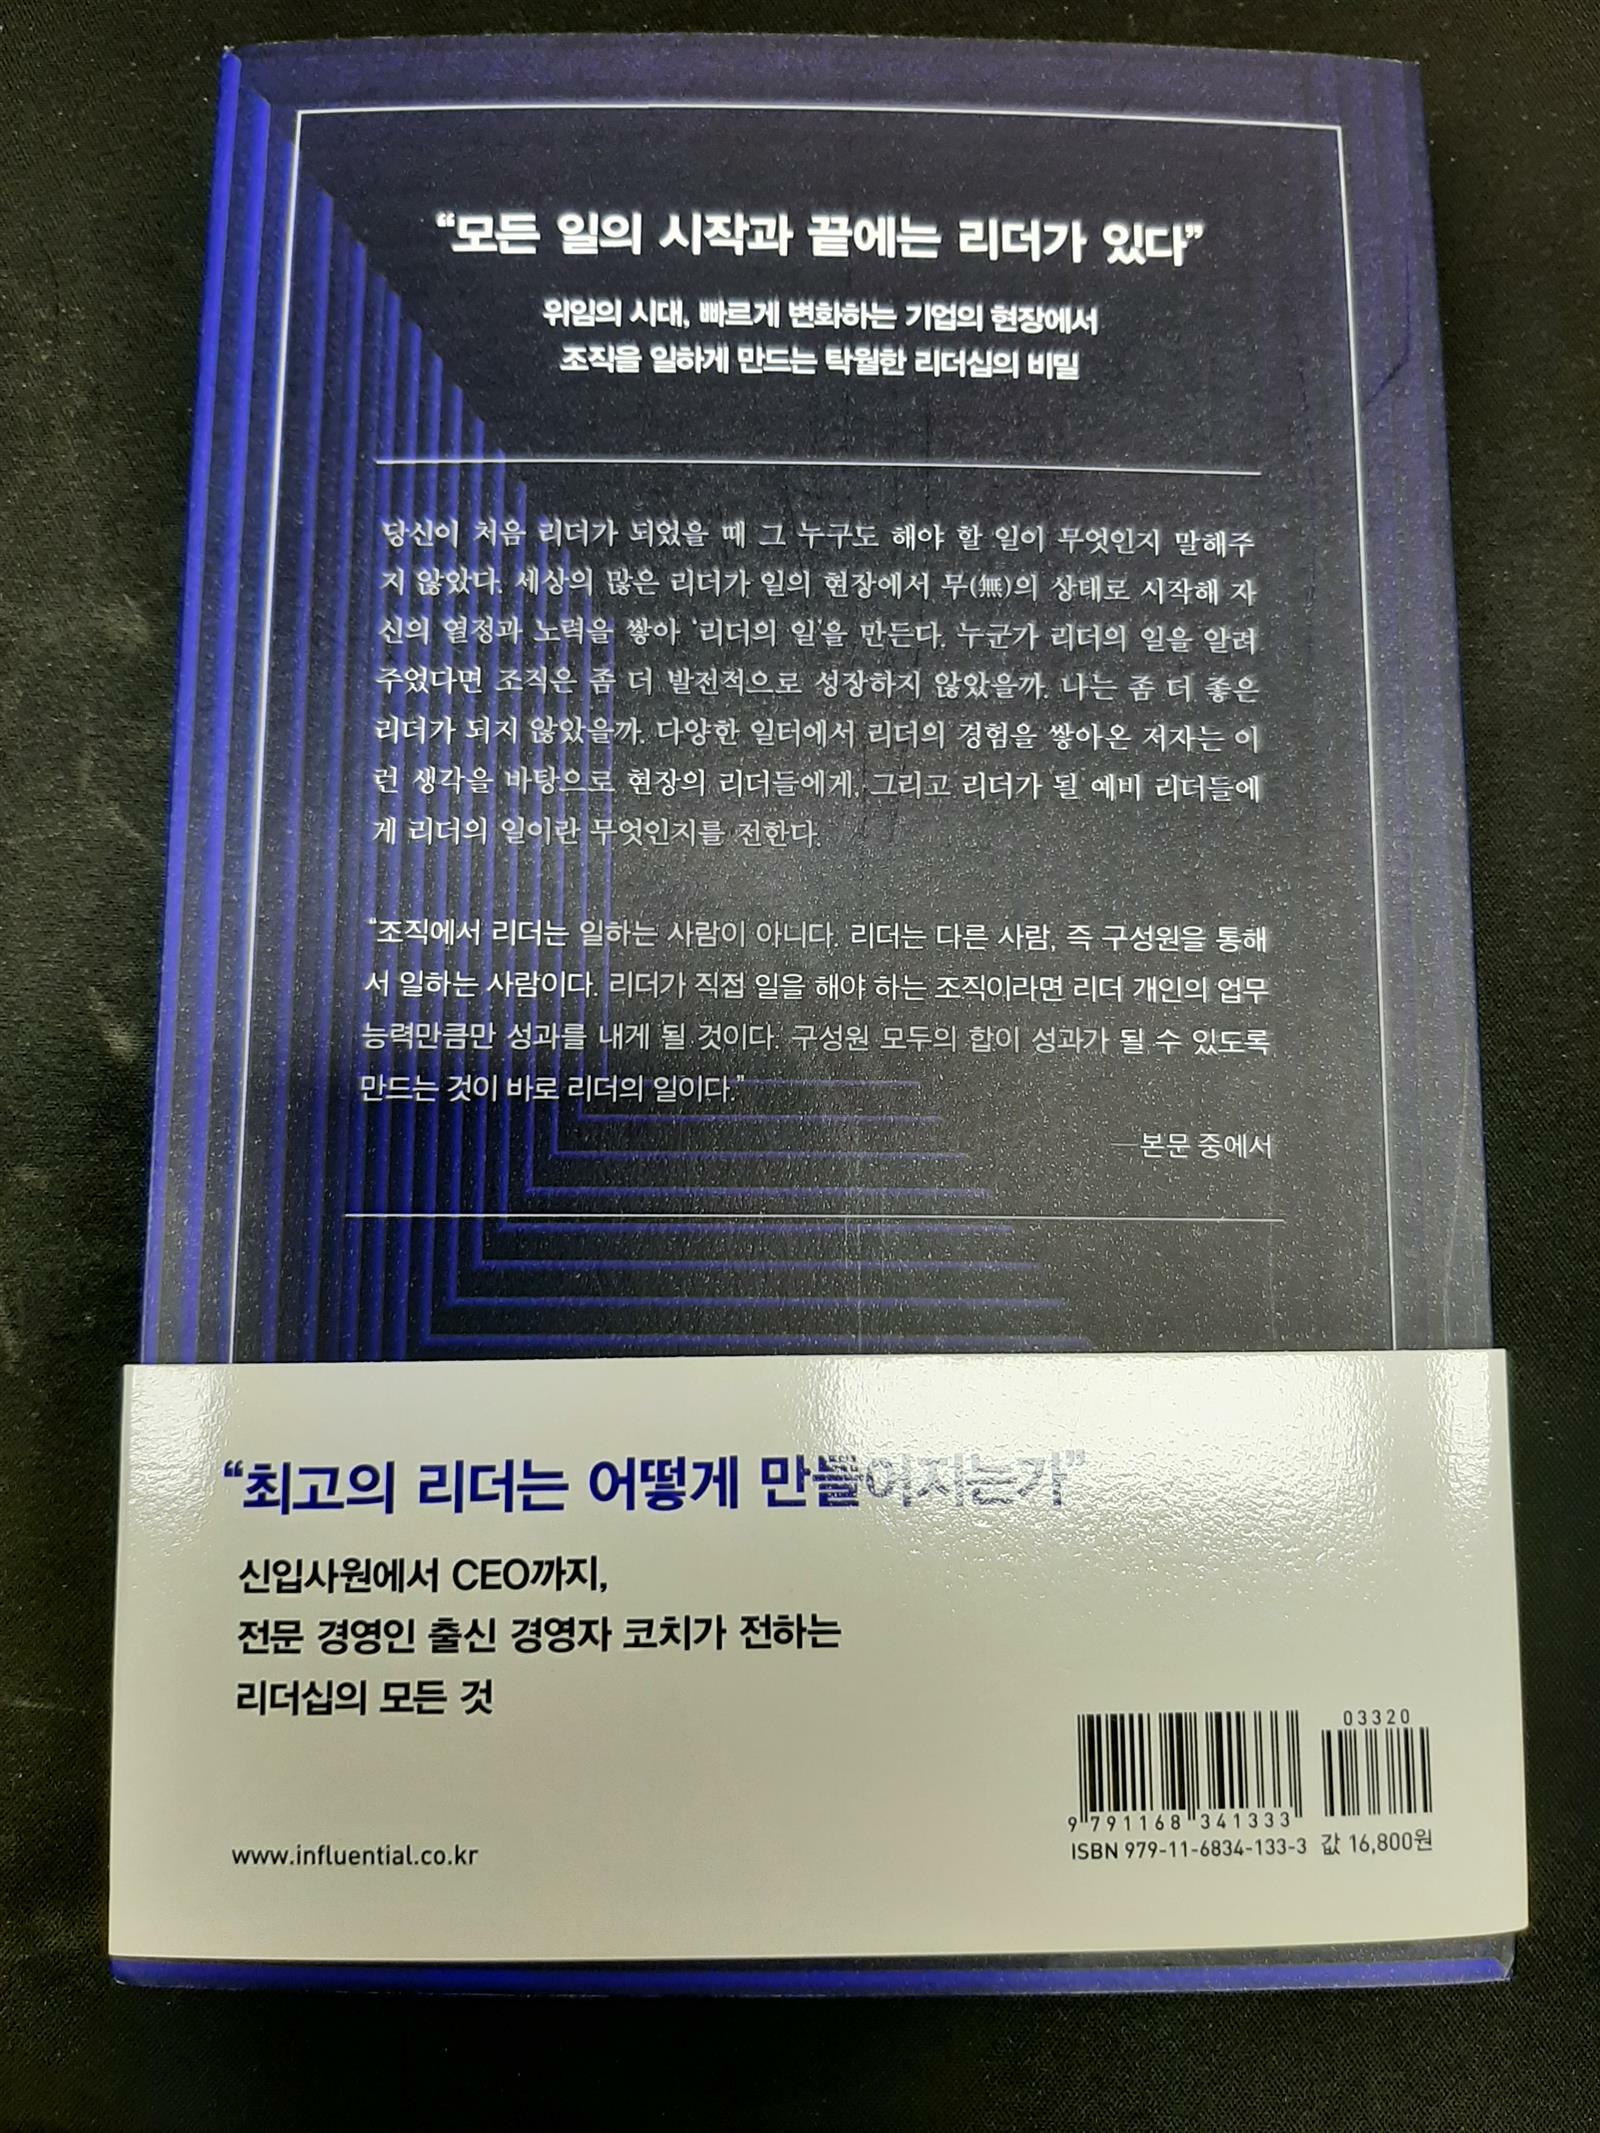 “모든 일의 시작과 끝에는 리더가 있다”
위임의 시대, 빠르게 변화하는 기업의 현장에서
조직을 일하게 만드는 탁월한 리더십의 비밀
당신이 처음 리더가 되었을 때 그 누구도 해야 할 일이 무엇인지 말해주
지 않았다. 세상의 많은 리더가 일의 현장에서 무(無)의 상태로 시작해 자
신의 열정과 노력을 쌓아 ‘리더의 일’을 만든다. 누군가 리더의 일을 알려
주었다면 조직은 좀 더 발전적으로 성장하지 않았을까. 나는 좀 더 좋은
리더가 되지 않았을까. 다양한 일터에서 리더의 경험을 쌓아온 저자는 이
런 생각을 바탕으로 현장의 리더들에게, 그리고 리더가 될 예비 리더들에
게 리더의 일이란 무엇인지를 전한다.
“조직에서 리더는 일하는 사람이 아니다. 리더는 다른 사람, 즉 구성원을 통해
서 일하는 사람이다. 리더가 직접 일을 해야 하는 조직이라면 리더 개인의 업무
능력만큼만 성과를 내게 될 것이다. 구성원 모두의 합이 성과가 될 수 있도록
만드는 것이 바로 리더의 일이다.”
—본문 중에서
“최고의 리더는 어떻게 만들어지는가”
신입사원에서 CEO까지,
전문 경영인 출신 경영자 코치가 전하는
리더십의 모든 것
03320
9 791168 341333
ISBN 979-11-6834-133-3 값 16,800원
www.influential.co.kr